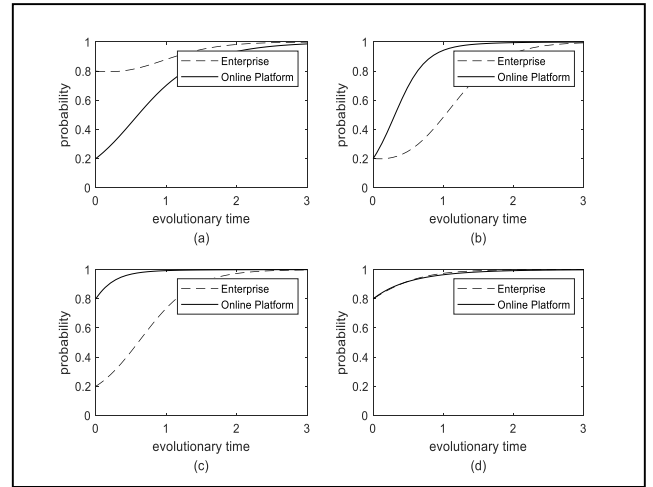 1
0.8
0.6
0.4
0.2
0
probability
Enterprise
Online Platform
0 1 2 3
evolutionary time
(a)
1
0.8
0.6
0.4
0.2
0
probability
Enterprise
Online Platform
0 1 2 3
evolutionary time
(b)
1
0.8
0.6
0.4
0.2
0
probability
Enterprise
Online Platform
0 1 2 3
evolutionary time
(c)
1
0.8
0.6
0.4
0.2
0
probability
Enterprise
Online Platform
0 1 2 3
evolutionary time
(d)